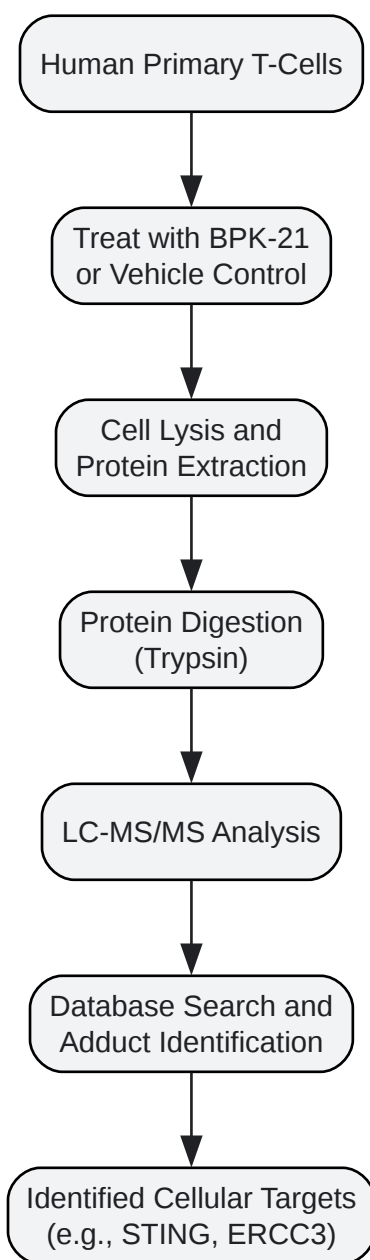 Human Primary T-Cells
Treat with BPK-21
or Vehicle Control
Cell Lysis and
Protein Extraction
Protein Digestion
(Trypsin)
LC-MS/MS Analysis
Database Search and
Adduct Identification
Identified Cellular Targets
(e.g., STING, ERCC3)